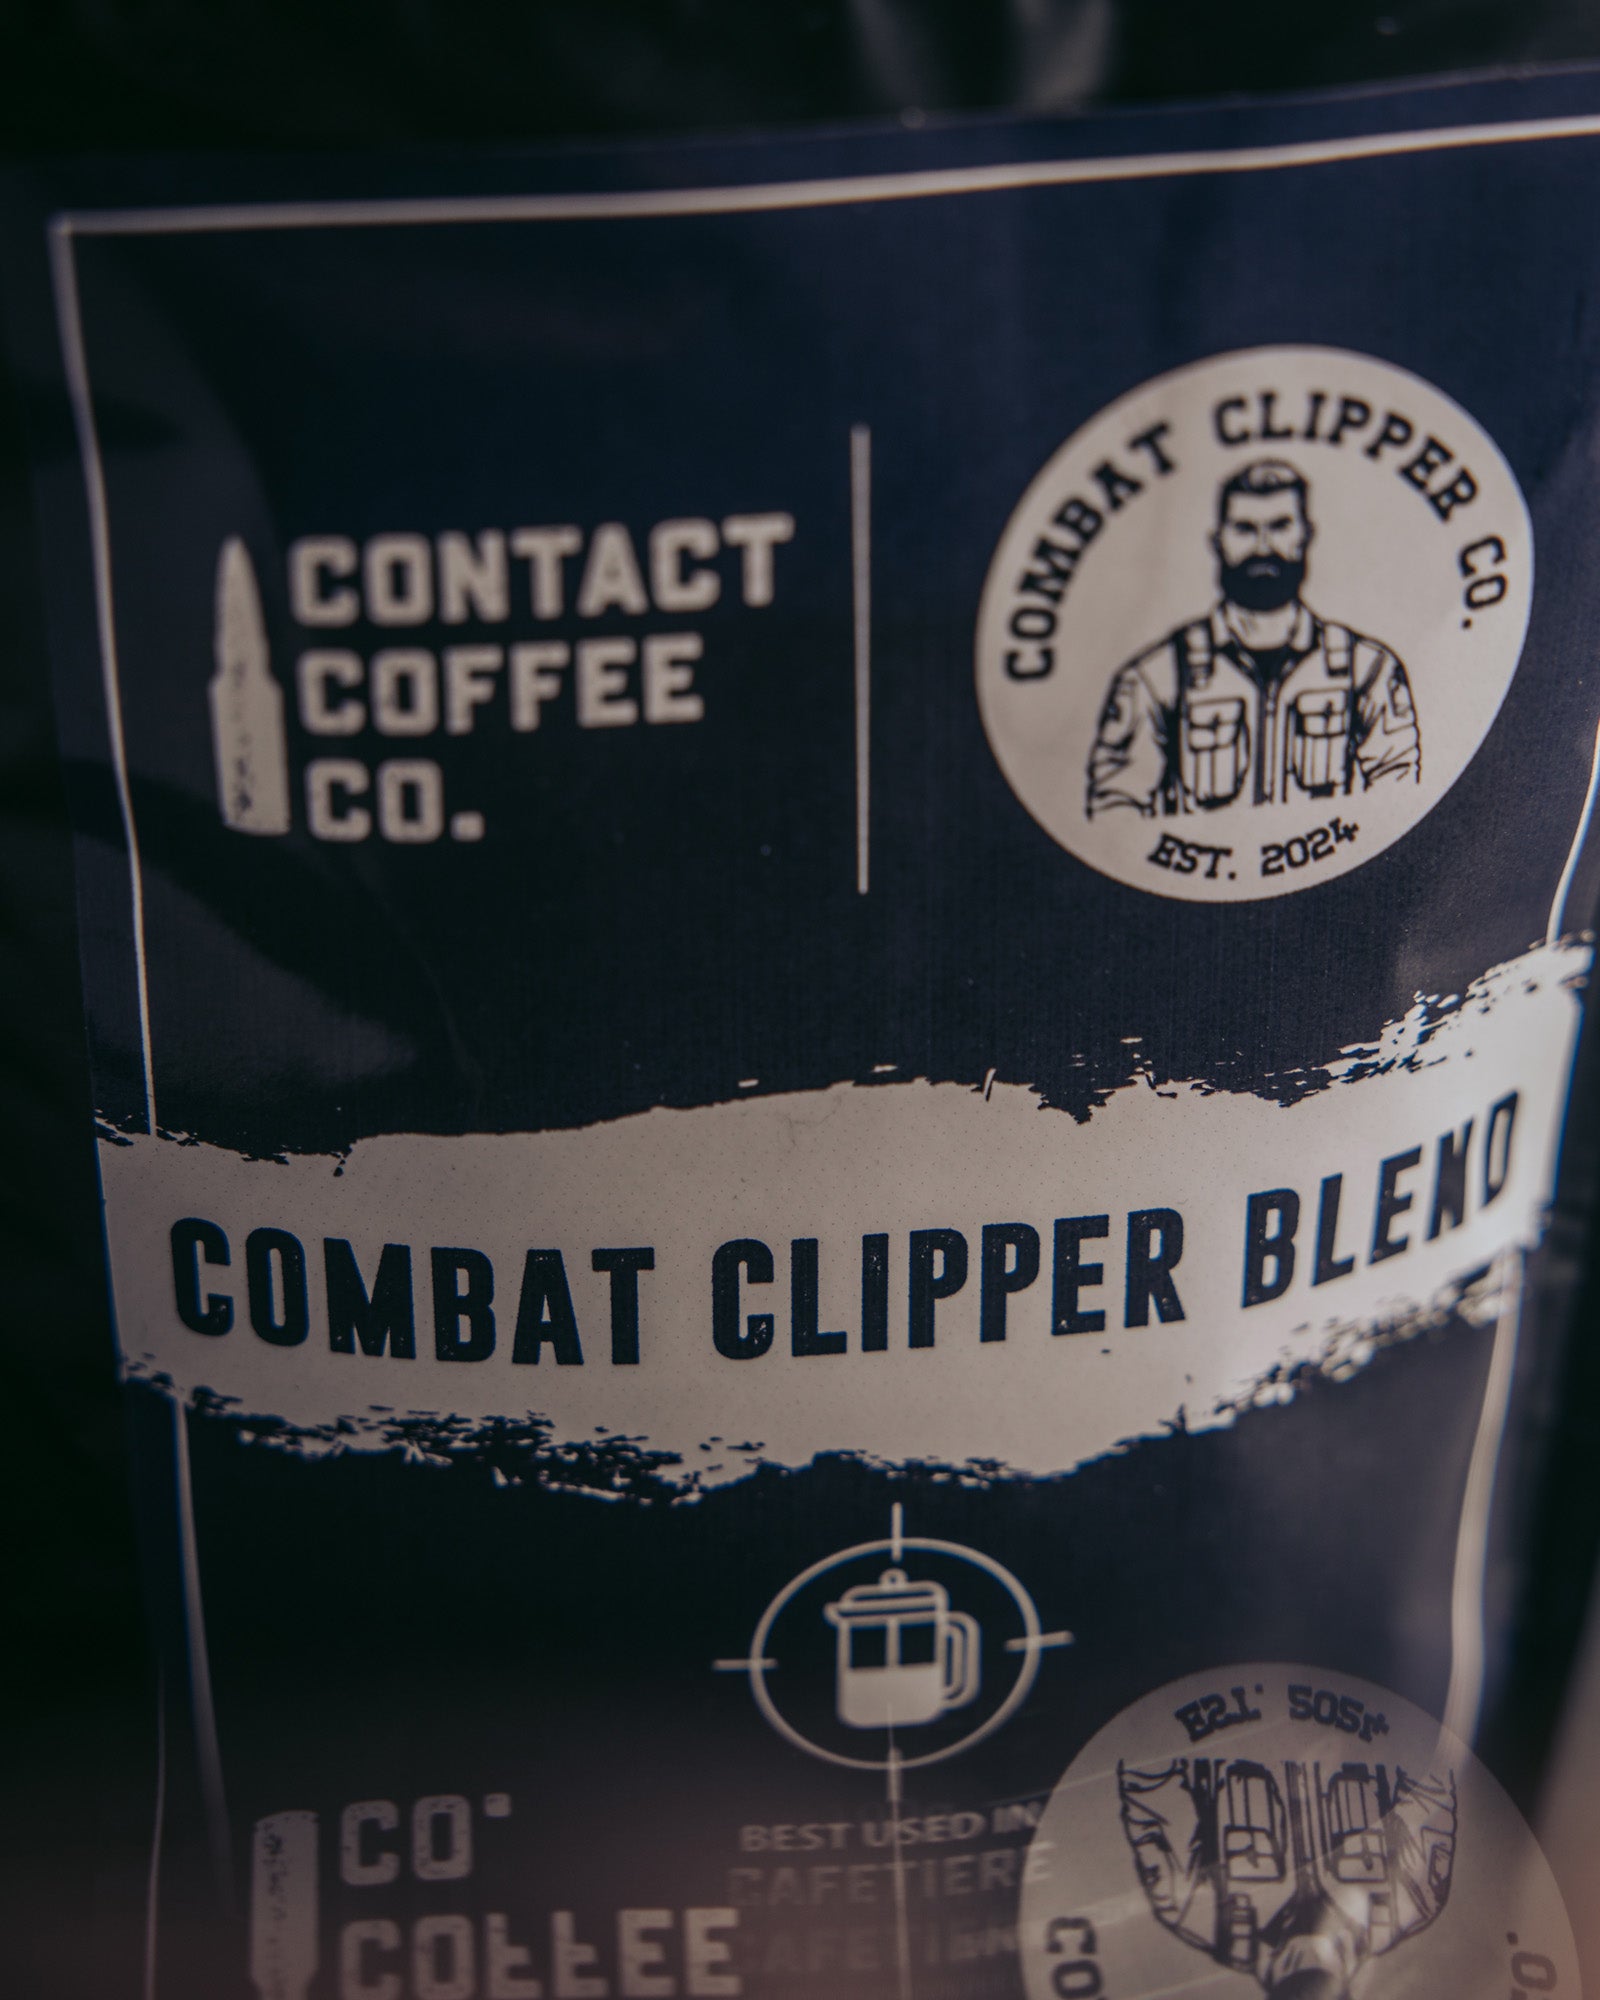 CONTACT
COFFEE
CO.
COMBAT CLIPPER CO.
EST. 2024
COMBAT CLIPPER BLEND
BEST USED IN
CAFETIERE